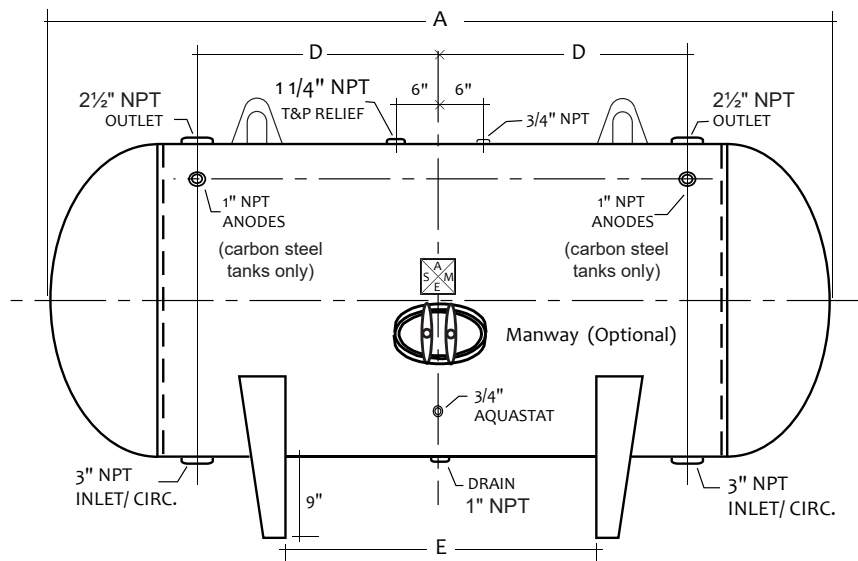 A
D
D
6"
6"
1 1/4" NPT
T&P RELIEF
2½" NPT
OUTLET
3/4" NPT
2½" NPT
OUTLET
1" NPT
ANODES
(carbon steel
tanks only)
1" NPT
ANODES
(carbon steel
tanks only)
A
S M
E
Manway (Optional)
3/4"
AQUASTAT
3" NPT
INLET/ CIRC.
9"
DRAIN
1" NPT
3" NPT
INLET/ CIRC.
E